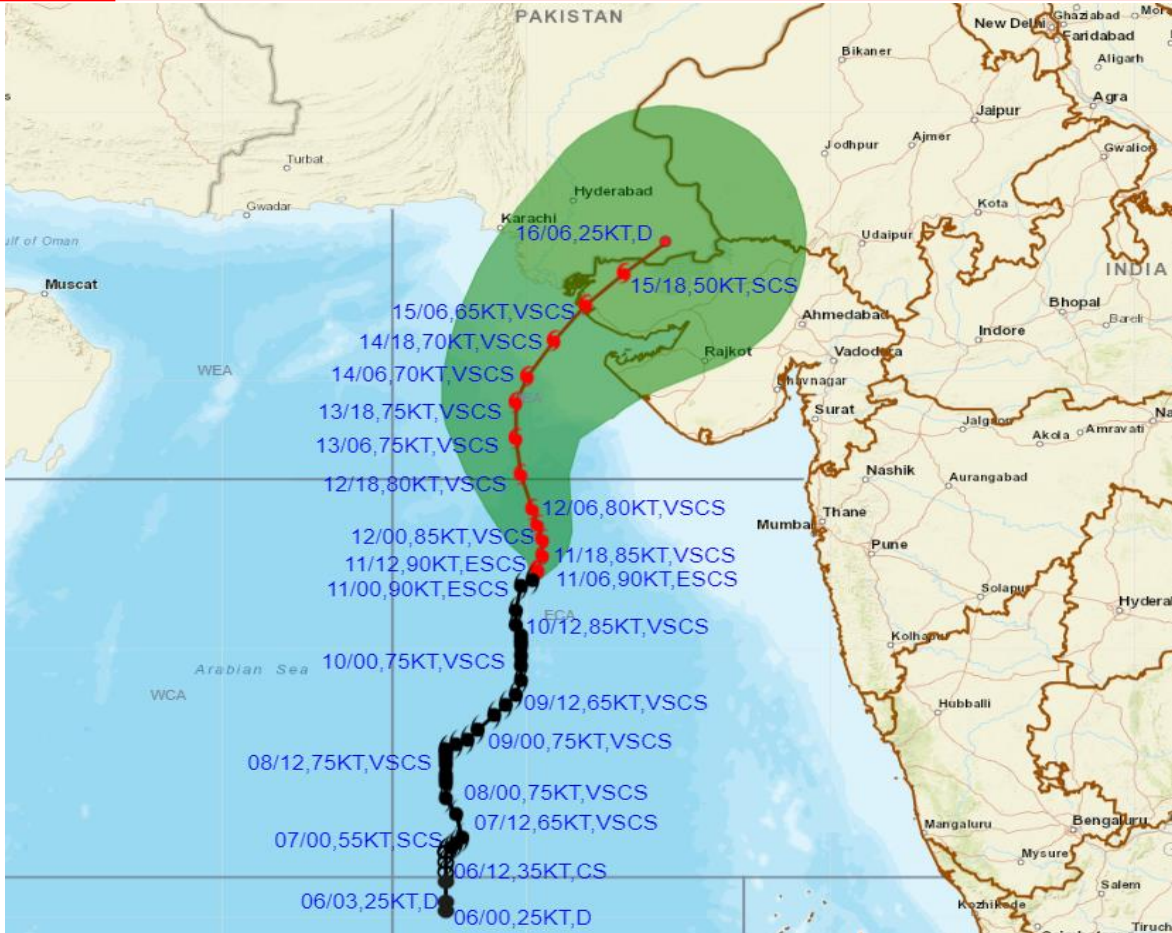 PAKISTAN
New Delhi
Ghaziabad
Faridabad
Bikaner
Aligarh
Agra
Jaipur
Turbat
Jodhpur
Ajmer
Gwalior
Hyderabad
Gwadar
Karachi
Kota
16/06,25KT,D
Udaipur
Gulf of Oman
INDIA
Muscat
15/18,50KT,SCS
15/06,65KT,VSCS
Ahmedabad
Bhopal
Bareli
14/18,70KT,VSCS
Indore
Rajkot
Vadodara
WEA
14/06,70KT,VSCS
Bhavnagar
13/18,75KT,VSCS
Surat
Jalgaon
Akola
Amravati
13/06,75KT,VSCS
Nashik
Aurangabad
12/18,80KT,VSCS
12/06,80KT,VSCS
Mumbai
Thane
12/00,85KT,VSCS
Pune
11/18,85KT,VSCS
11/12,90KT,ESCS
11/06,90KT,ESCS
11/00,90KT,ESCS
Solapur
Hyderab
ECA
10/12,85KT,VSCS
Kolhapur
10/00,75KT,VSCS
Arabian Sea
WCA
09/12,65KT,VSCS
Hubballi
09/00,75KT,VSCS
08/12,75KT,VSCS
08/00,75KT,VSCS
07/12,65KT,VSCS
Mangaluru
Bengaluru
07/00,55KT,SCS
Mysure
06/12,35KT,CS
Salem
06/03,25KT,D
Kozhikode
06/00,25KT,D
Tiruch